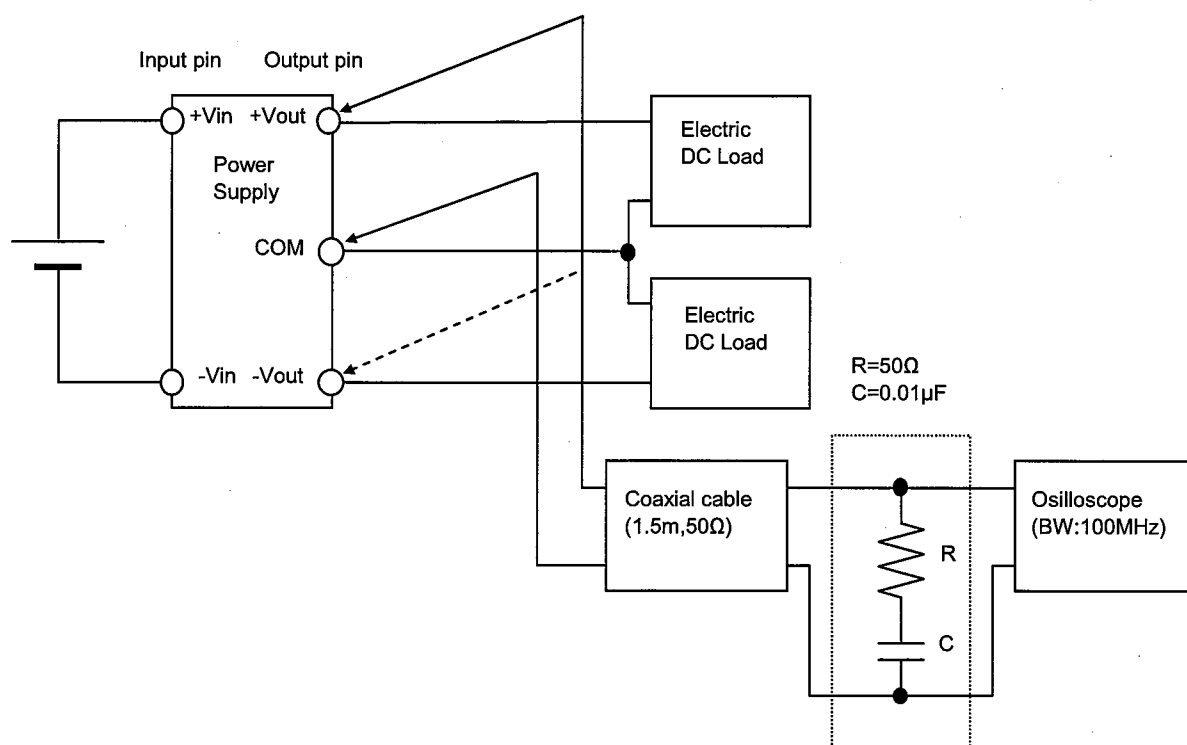 Input pin
Output pin
+Vin
+Vout
Power
Supply
COM
-Vin
-Vout
Electric
DC Load
Electric
DC Load
R=50Ω
C=0.01µF
Coaxial cable
(1.5m,50Ω)
R
C
Osilloscope
(BW:100MHz)